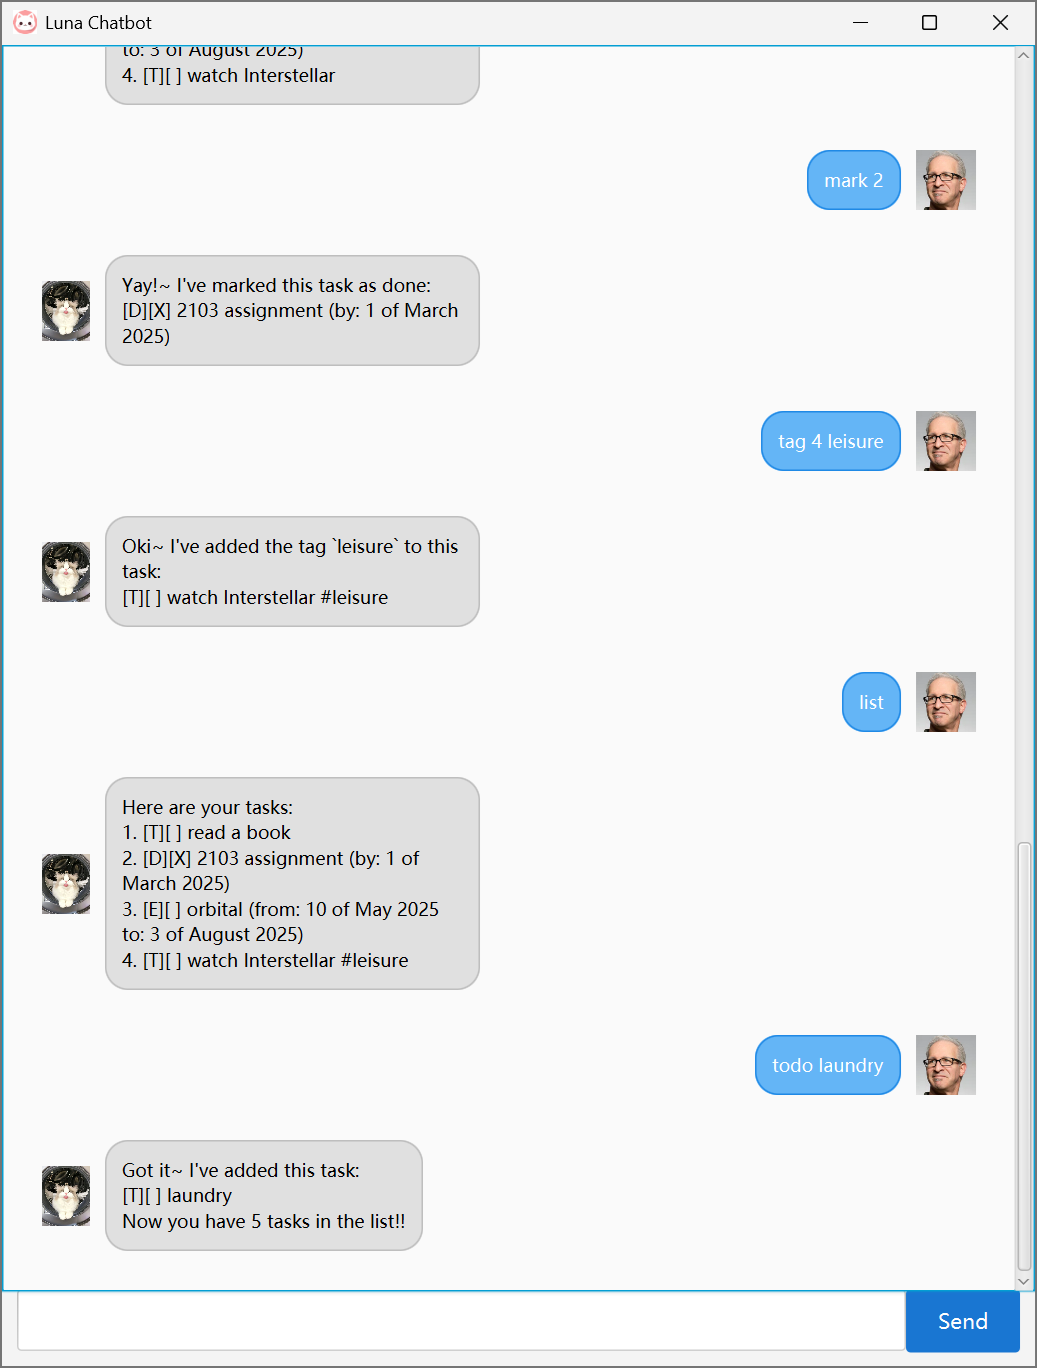 Luna Chatbot
to: 3 of August 2025)
4. [T][ ] watch Interstellar
mark 2
Yay!~ I've marked this task as done:
[D][X] 2103 assignment (by: 1 of March
2025)
tag 4 leisure
Oki~ I've added the tag `leisure` to this
task:
[T][ ] watch Interstellar #leisure
list
Here are your tasks:
1. [T][ ] read a book
2. [D][X] 2103 assignment (by: 1 of
March 2025)
3. [E][ ] orbital (from: 10 of May 2025
to: 3 of August 2025)
4. [T][ ] watch Interstellar #leisure
todo laundry
Got it~ I've added this task:
[T][ ] laundry
Now you have 5 tasks in the list!!
Send